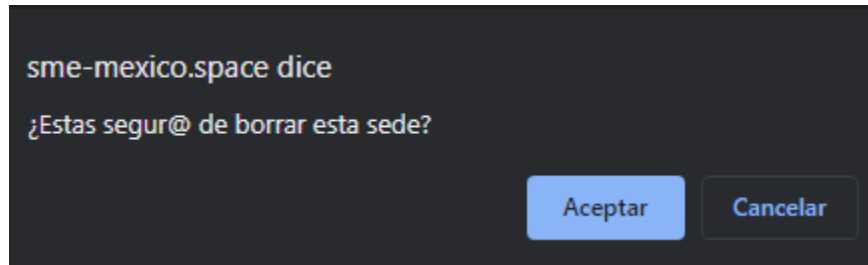 sme-mexico.space dice
¿Estas segur@ de borrar esta sede?
Aceptar Cancelar